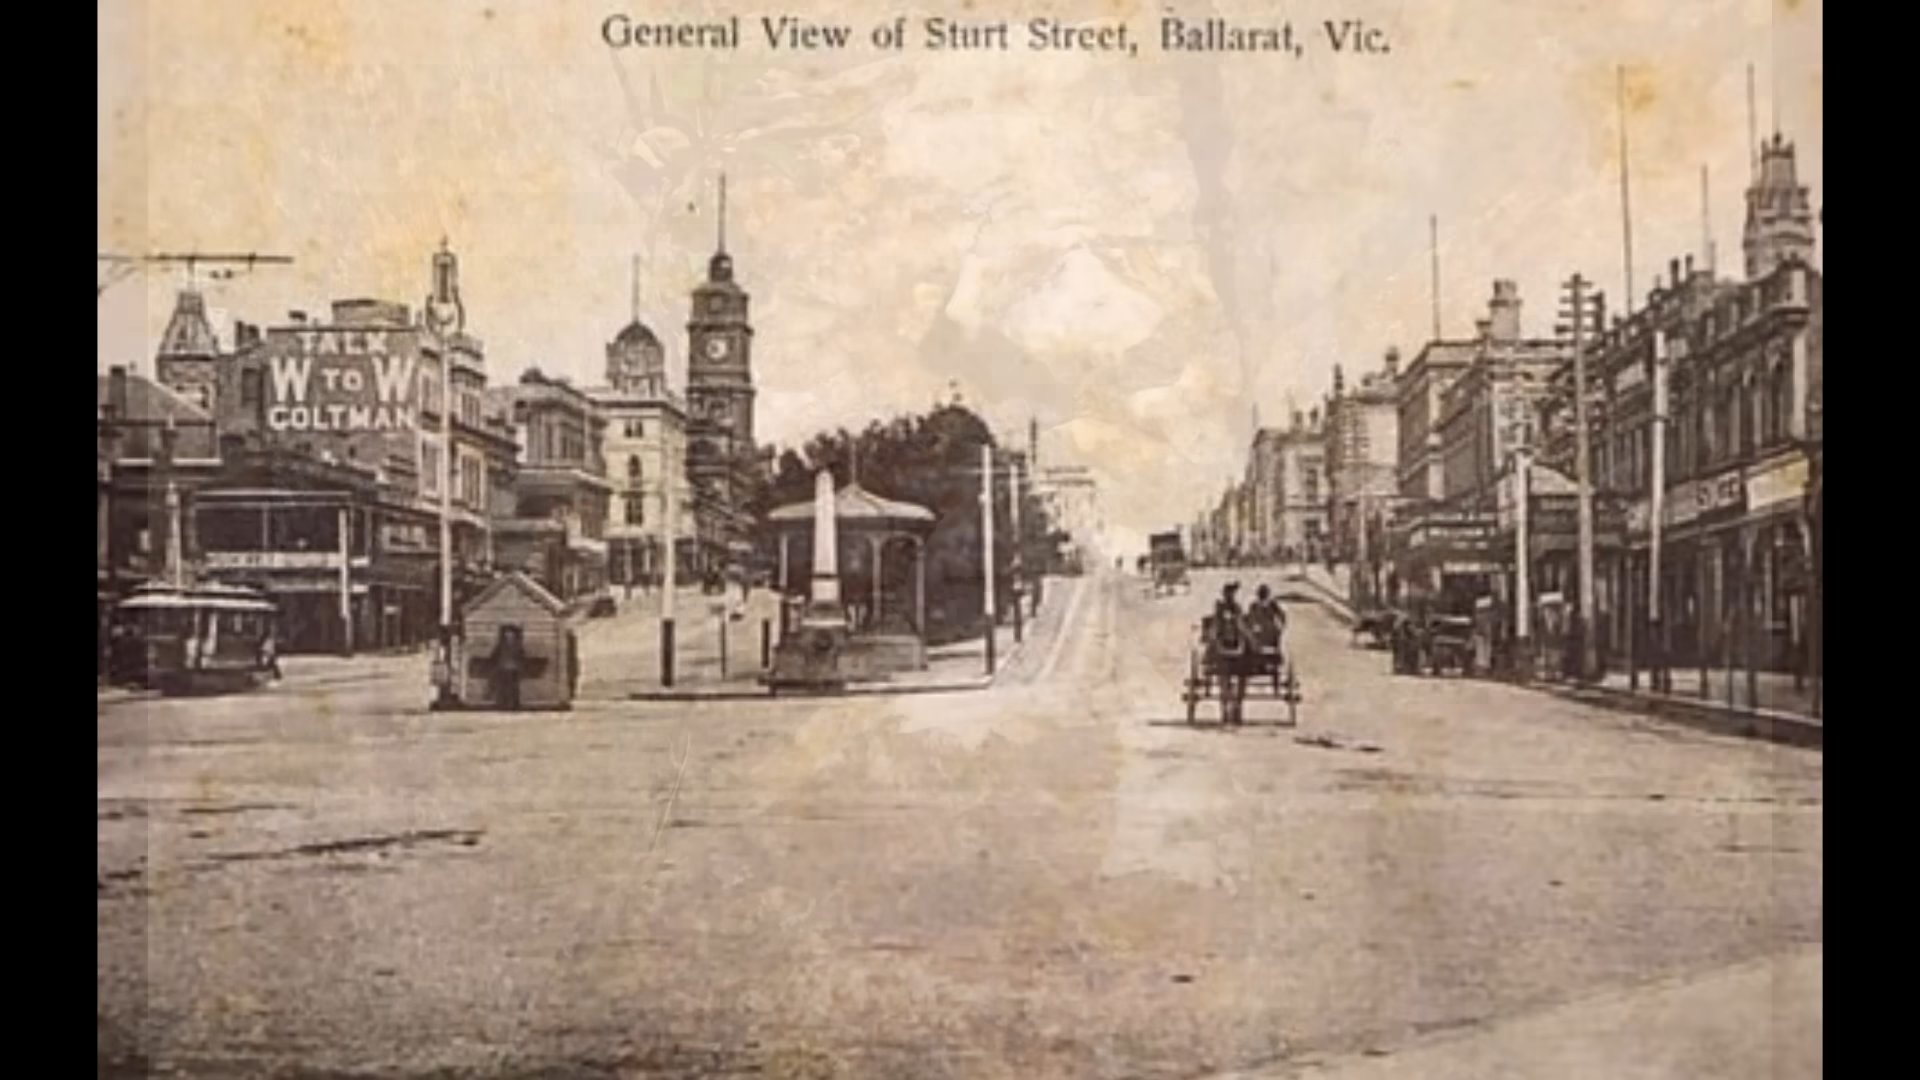 General View of Sturt Street, Ballarat, Vic.
TALK
W TO W
COLTMAN
SINGER